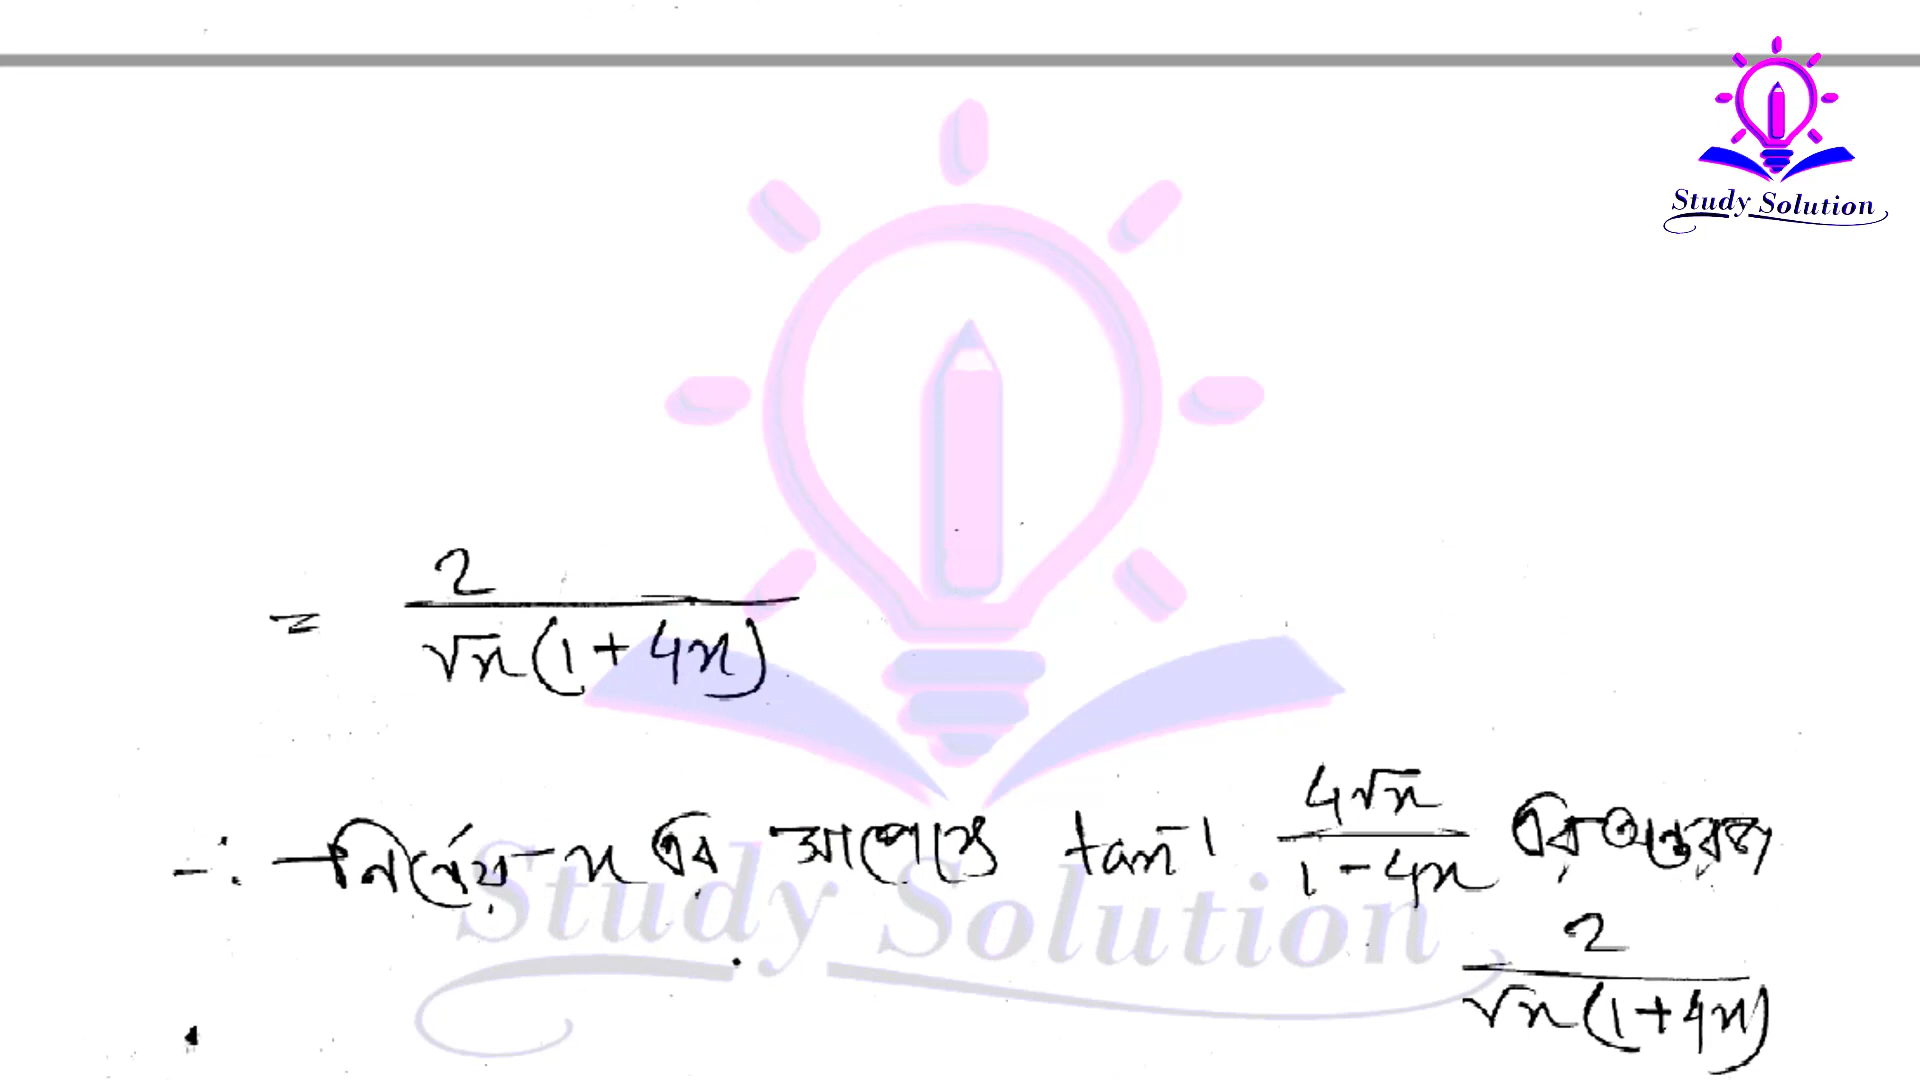 Study Solution
= 2/(√x(1+4x))
∴ নির্ণেয় x এর সাপেক্ষে tan⁻¹ 4√x/(1-4x) এর অন্তরজ
2/(√x(1+4x))
Study Solution